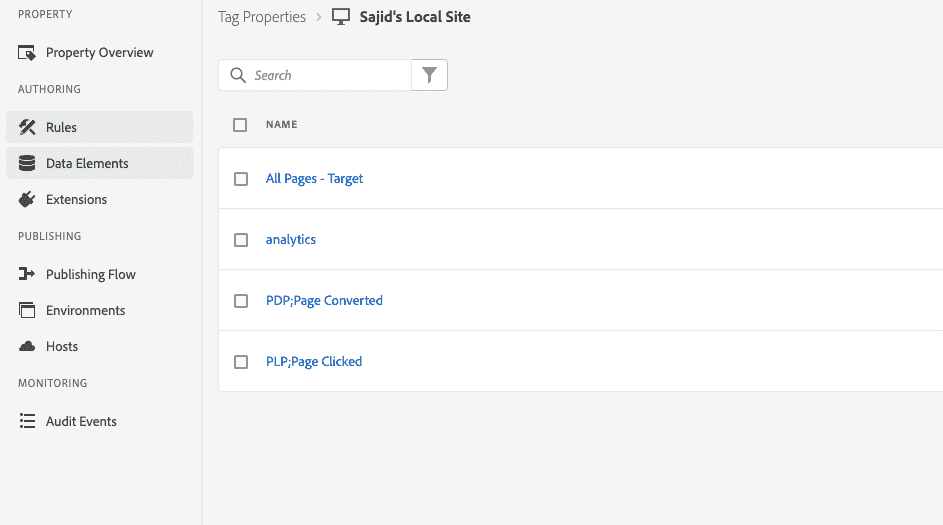 PROPERTY
Property Overview
AUTHORING
Rules
Data Elements
Extensions
PUBLISHING
Publishing Flow
Environments
Hosts
MONITORING
Audit Events
Tag Properties > Sajid's Local Site
Search
NAME
All Pages - Target
analytics
PDP;Page Converted
PLP;Page Clicked